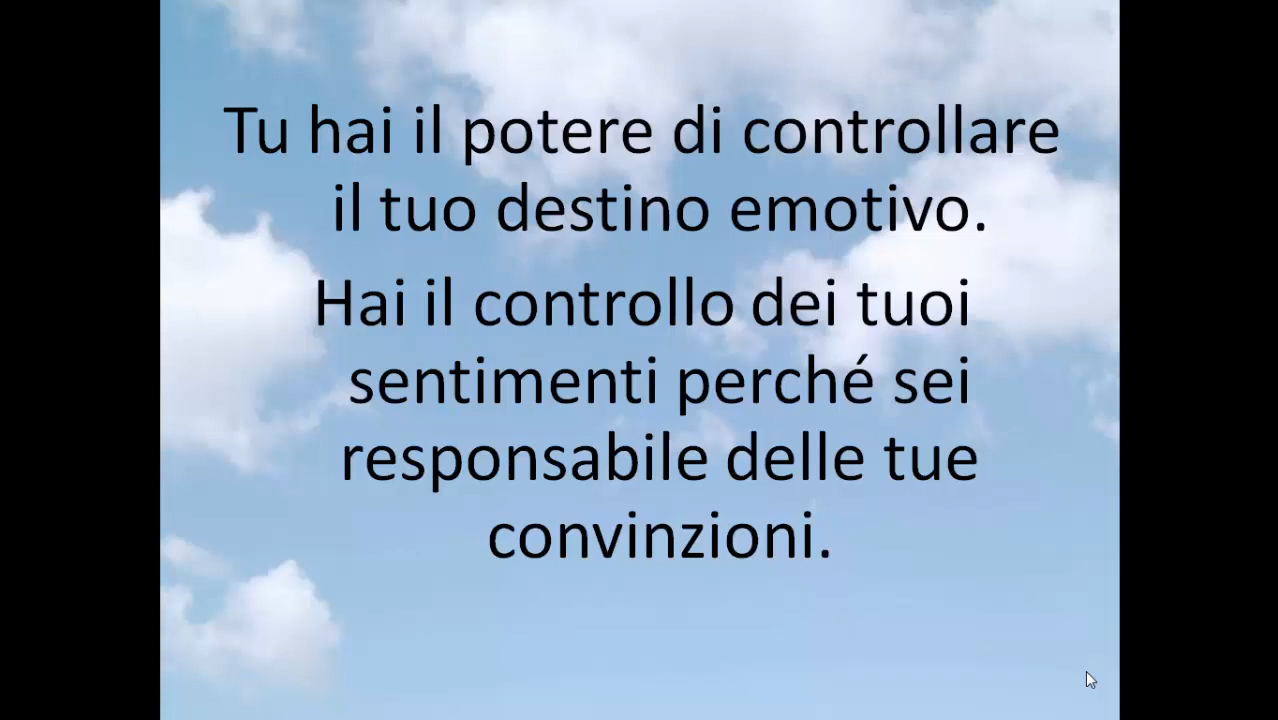 Tu hai il potere di controllare
il tuo destino emotivo.
Hai il controllo dei tuoi
sentimenti perché sei
responsabile delle tue
convinzioni.